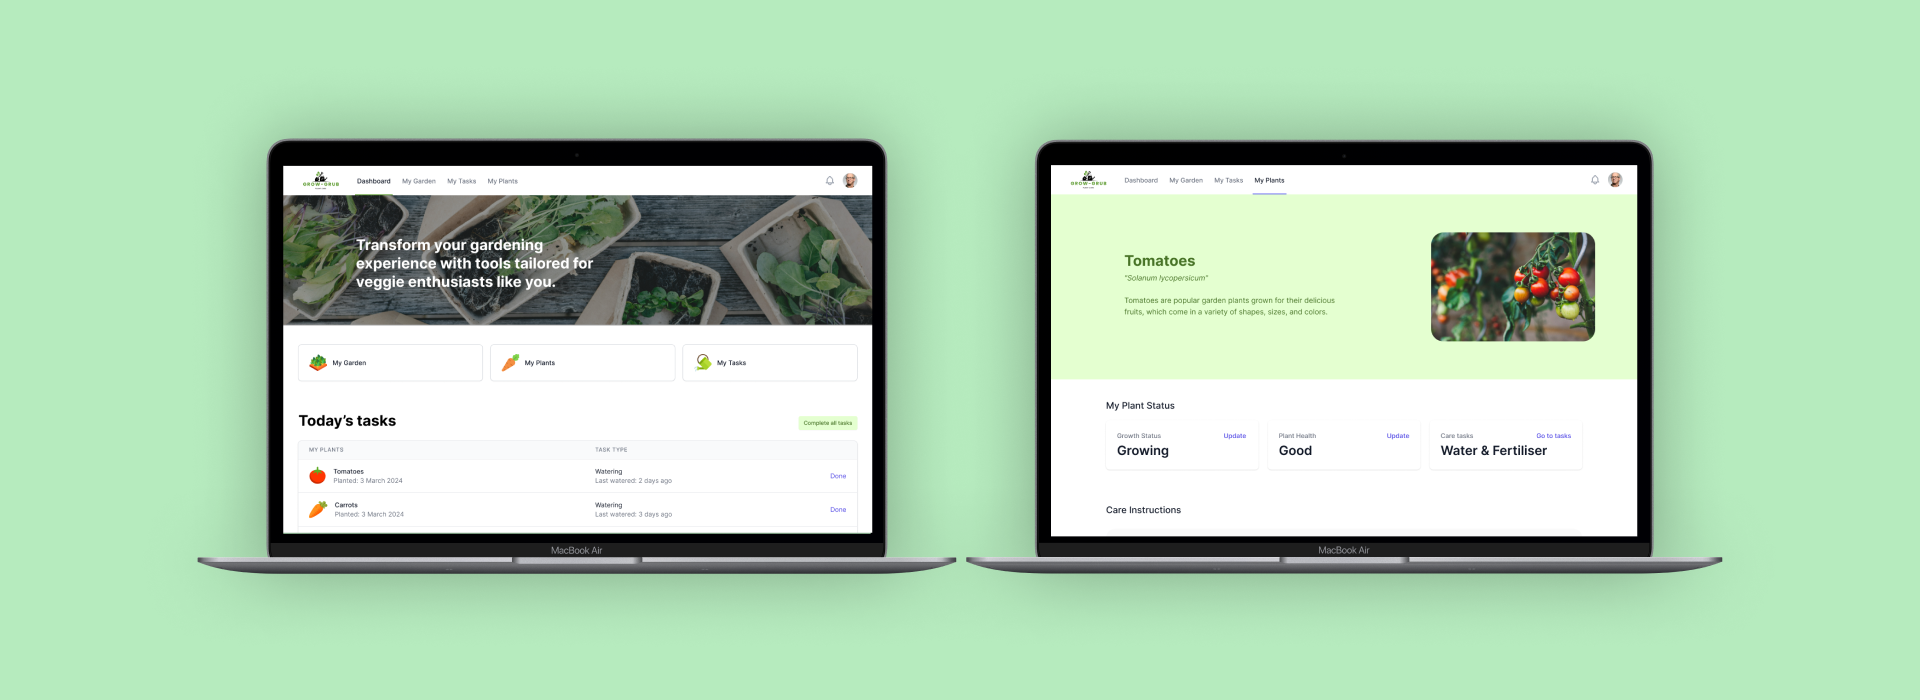 GROW-GRUB
Dashboard
My Garden
My Tasks
My Plants
Transform your gardening
experience with tools tailored for
veggie enthusiasts like you.
My Garden
My Plants
My Tasks
Today's tasks
Complete all tasks
MY PLANTS
TASK TYPE
Tomatoes
Planted: 3 March 2024
Watering
Last watered: 2 days ago
Done
Carrots
Planted: 3 March 2024
Watering
Last watered: 3 days ago
Done
MacBook Air
GROW-GRUB
Dashboard
My Garden
My Tasks
My Plants
Tomatoes
"Solanum lycopersicum"
Tomatoes are popular garden plants grown for their delicious
fruits, which come in a variety of shapes, sizes, and colors.
My Plant Status
Growth Status
Update
Growing
Plant Health
Update
Good
Care tasks
Go to tasks
Water & Fertiliser
Care Instructions
MacBook Air